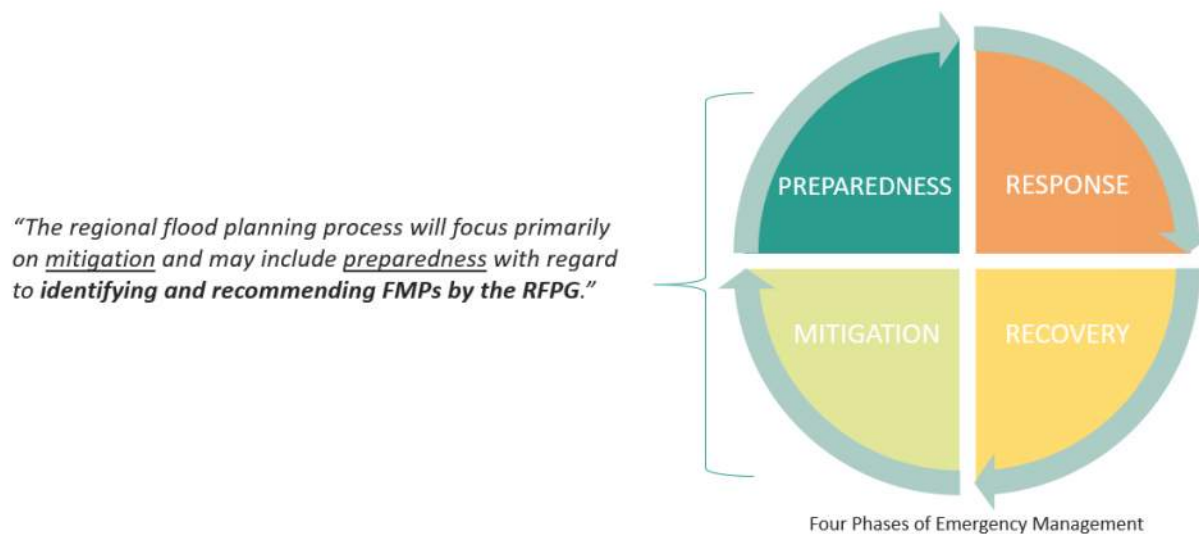 “The regional flood planning process will focus primarily
on mitigation and may include preparedness with regard
to identifying and recommending FMPs by the RFPG.”
PREPAREDNESS
RESPONSE
MITIGATION
RECOVERY
Four Phases of Emergency Management